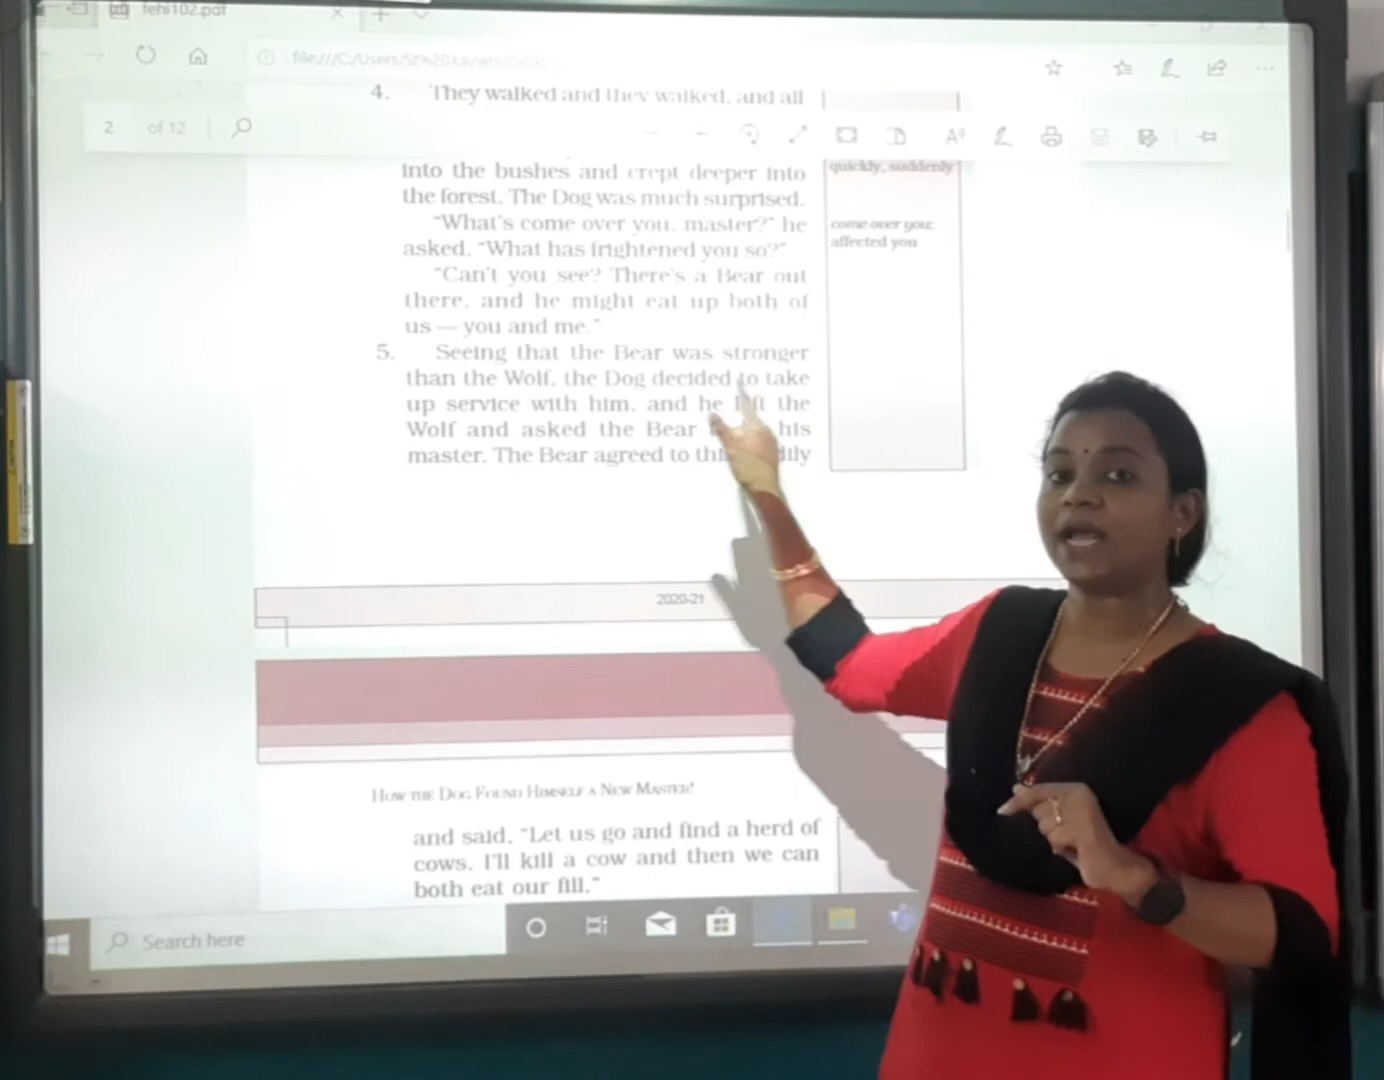 fehl102.pdf
file:///C:/Users/St%20Xaviers
4. They walked and they walked, and all
2 of 12
into the bushes and crept deeper into
the forest. The Dog was much surprised.
"What's come over you, master?" he
asked. "What has frightened you so?"
"Can't you see? There's a Bear out
there, and he might eat up both of
us — you and me."
5. Seeing that the Bear was stronger
than the Wolf, the Dog decided to take
up service with him, and he left the
Wolf and asked the Bear his
master. The Bear agreed to this
quickly, suddenly
come over you:
affected you
2020-21
HOW THE DOG FOUND HIMSELF A NEW MASTER!
and said, "Let us go and find a herd of
cows. I'll kill a cow and then we can
both eat our fill."
Search here